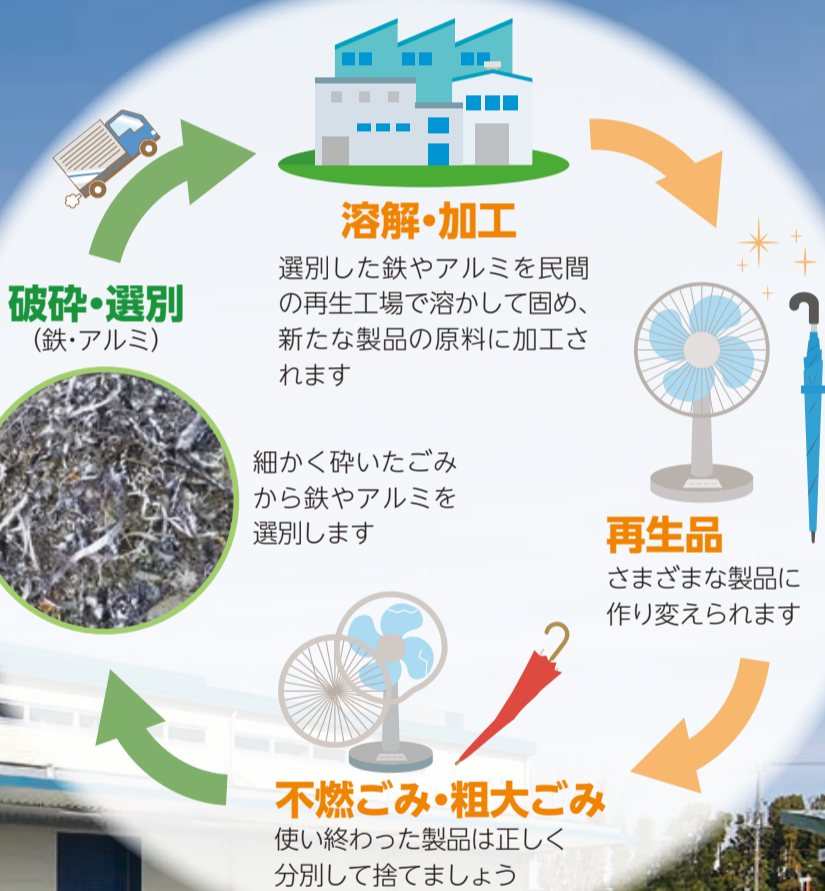 溶解・加工
選別した鉄やアルミを民間
の再生工場で溶かして固め、
新たな製品の原料に加工さ
れます
破砕・選別
（鉄・アルミ）
細かく砕いたごみ
から鉄やアルミを
選別します
再生品
さまざまな製品に
作り変えられます
不燃ごみ・粗大ごみ
使い終わった製品は正しく
分別して捨てましょう